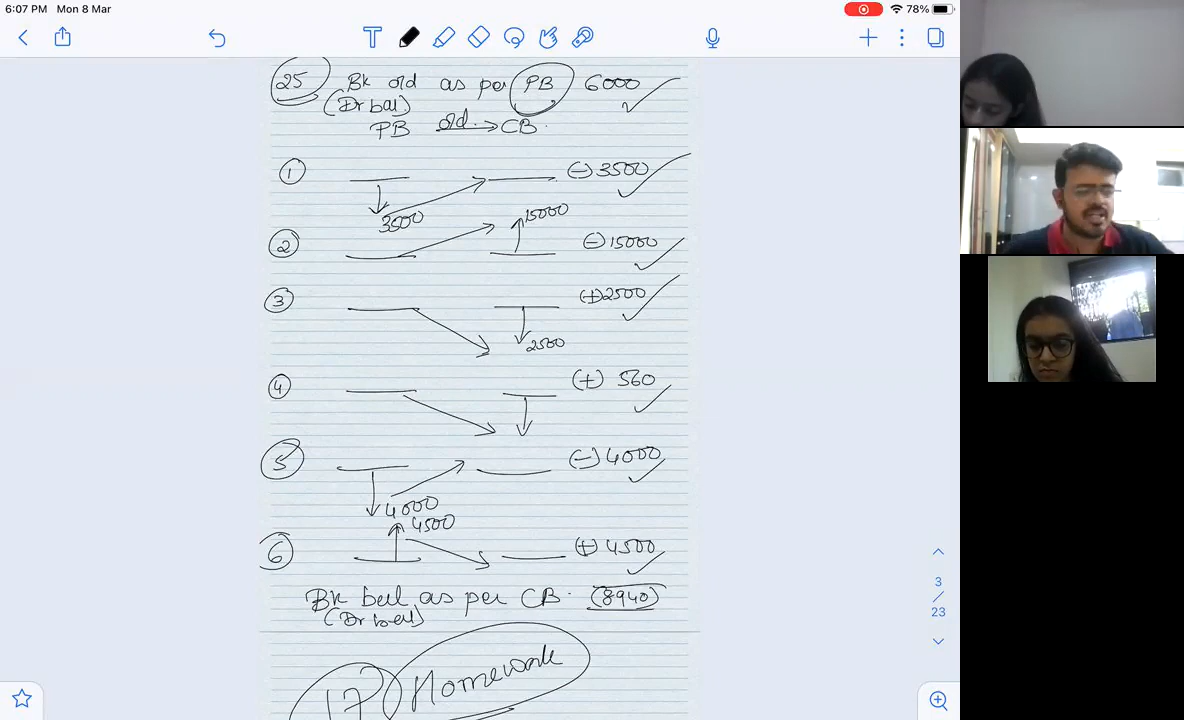 6:07 PM Mon 8 Mar
78%
T
25 Bk o/d as per PB 6000
(Dr bal)
PB o/d. CB.
1 (-) 3500
3500
15000
2 (-) 15000
3 (+) 2500
2500
4 (+) 560
5 (-) 4000
4000
4500
6 (+) 4500
Bk bal as per CB. (8940)
(Dr bal)
17 Homework
3
/
23